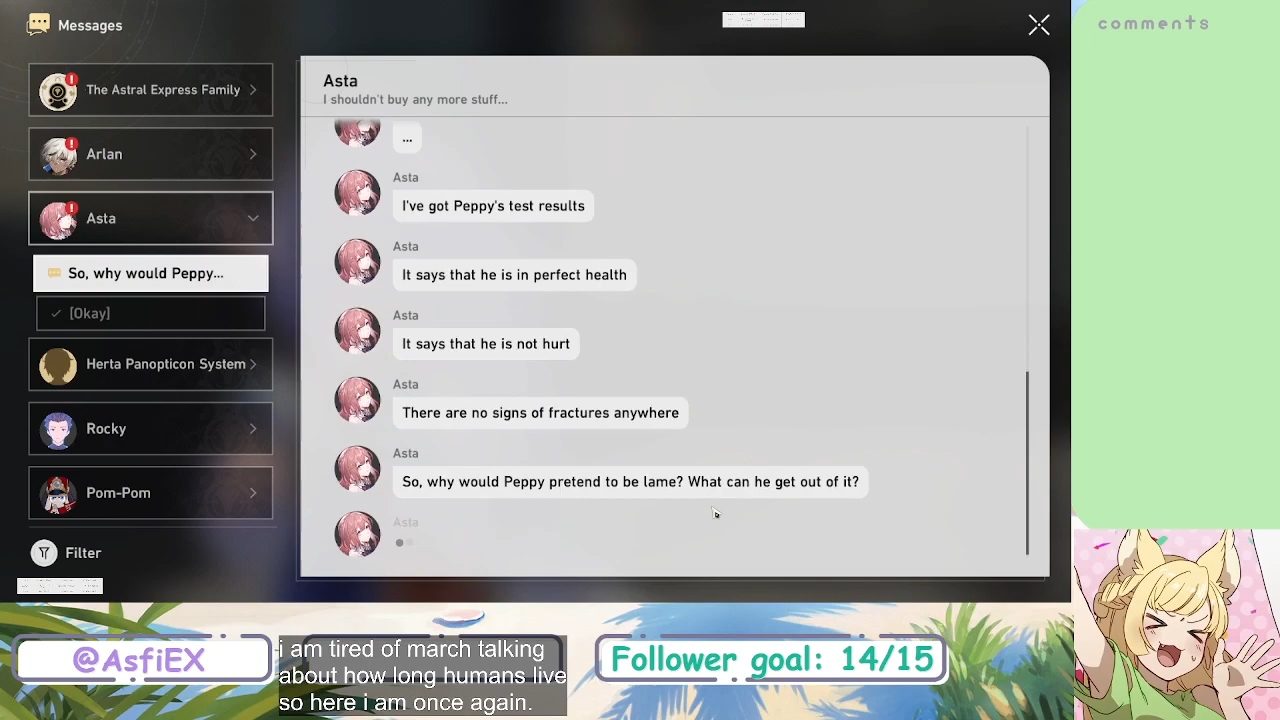 Messages
comments
The Astral Express Family
Arlan
Asta
So, why would Peppy...
[Okay]
Herta Panopticon System
Rocky
Pom-Pom
Filter
Asta
I shouldn't buy any more stuff...
...
Asta
I've got Peppy's test results
Asta
It says that he is in perfect health
Asta
It says that he is not hurt
Asta
There are no signs of fractures anywhere
Asta
So, why would Peppy pretend to be lame? What can he get out of it?
Asta
@AsfiEX
i am tired of march talking
about how long humans live
so here i am once again.
Follower goal: 14/15